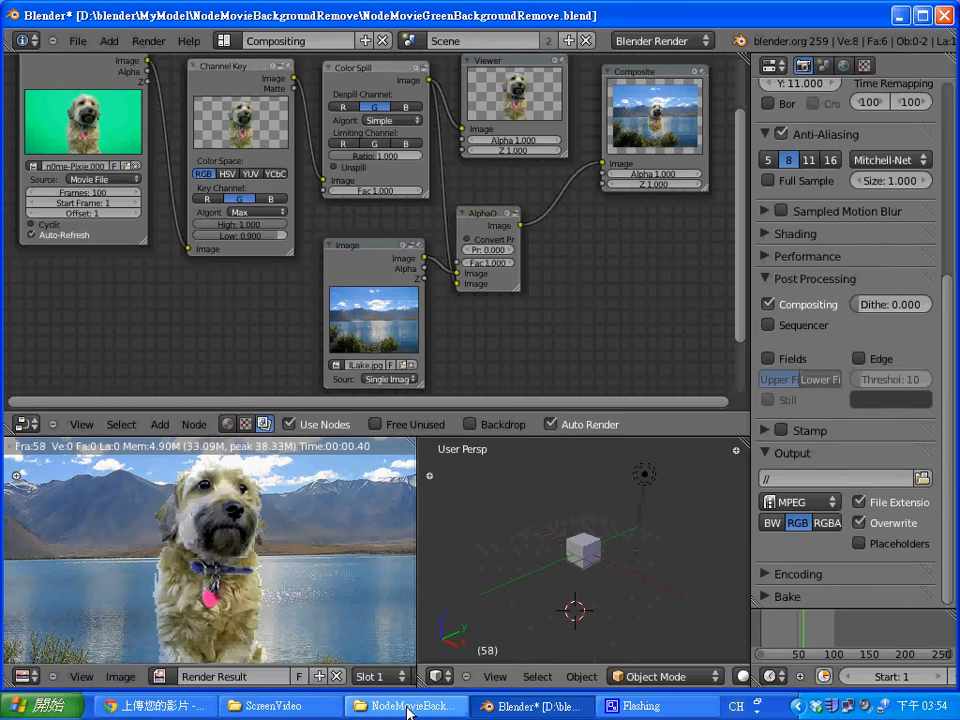 Blender* [D:\blender\MyModel\NodeMovieBackgroundRemove\NodeMovieGreenBackgroundRemove.blend]
File Add Render Help Compositing Scene 2 Blender Render blender.org 259 | Ve:8 | Fa:6 | Ob:0-2 | La:1
Image
Alpha
Z
n0me-Pixie.000 F
Source: Movie File
Frames: 100
Start Frame: 1
Offset: 1
Cyclic
Auto-Refresh
Channel Key
Image
Matte
Color Space:
RGB HSV YUV YCbC
Key Channel:
R G B
Algorit Max
High: 1.000
Low: 0.900
Image
Color Spill
Image
Despill Channel:
R G B
Algorit Simple
Limiting Channel:
R G B
Ratio: 1.000
Unspill
Image
Fac 1.000
Viewer
Image
Alpha 1.000
Z 1.000
Composite
Image
Alpha 1.000
Z 1.000
AlphaO
Image
Convert Pr
Pr: 0.000
Fac 1.000
Image
Image
Image
Image
Alpha
Z
iLake.jpg F
Sourc Single Imag
View Select Add Node Use Nodes Free Unused Backdrop Auto Render
Fra:58 Ve:0 Fa:0 La:0 Mem:4.90M (33.09M, peak 38.33M) Time:00:00.40
View Image Render Result F Slot 1
User Persp
(58)
View Select Object Object Mode
Y: 11.000 Time Remapping
Bor Cro 100 100
Anti-Aliasing
5 8 11 16 Mitchell-Net
Full Sample Size: 1.000
Sampled Motion Blur
Shading
Performance
Post Processing
Compositing Dithe: 0.000
Sequencer
Fields Edge
Upper Fi Lower Fi Threshol: 10
Still
Stamp
Output
//
MPEG File Extensio
BW RGB RGBA Overwrite
Placeholders
Encoding
Bake
50 100 150 200 250
Start: 1
開始 上傳您的影片 -... ScreenVideo NodeMovieBack... Blender* [D:\ble... Flashing CH 下午 03:54